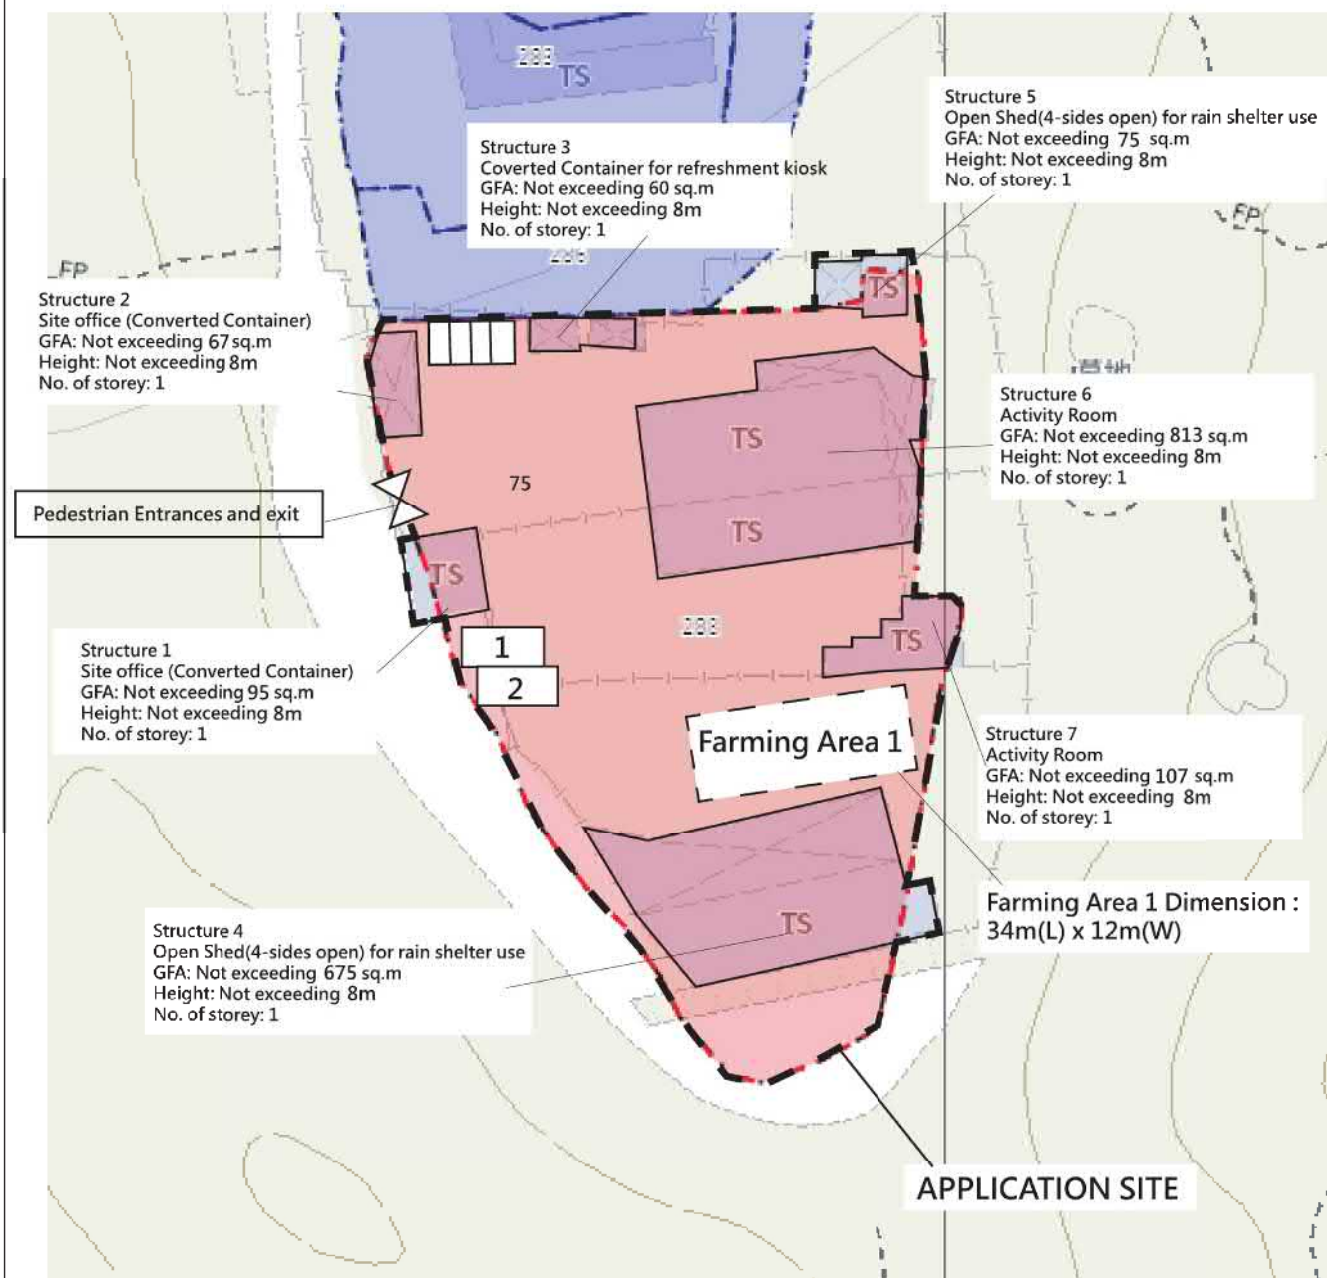 TS
Structure 5
Open Shed(4-sides open) for rain shelter use
GFA: Not exceeding 75 sq.m
Height: Not exceeding 8m
No. of storey: 1
Structure 3
Coverted Container for refreshment kiosk
GFA: Not exceeding 60 sq.m
Height: Not exceeding 8m
No. of storey: 1
FP
FP
Structure 2
Site office (Converted Container)
GFA: Not exceeding 67 sq.m
Height: Not exceeding 8m
No. of storey: 1
TS
Structure 6
Activity Room
GFA: Not exceeding 813 sq.m
Height: Not exceeding 8m
No. of storey: 1
TS
75
Pedestrian Entrances and exit
TS
TS
TS
1
2
Structure 1
Site office (Converted Container)
GFA: Not exceeding 95 sq.m
Height: Not exceeding 8m
No. of storey: 1
Farming Area 1
Structure 7
Activity Room
GFA: Not exceeding 107 sq.m
Height: Not exceeding 8m
No. of storey: 1
Farming Area 1 Dimension :
34m(L) x 12m(W)
TS
Structure 4
Open Shed(4-sides open) for rain shelter use
GFA: Not exceeding 675 sq.m
Height: Not exceeding 8m
No. of storey: 1
APPLICATION SITE